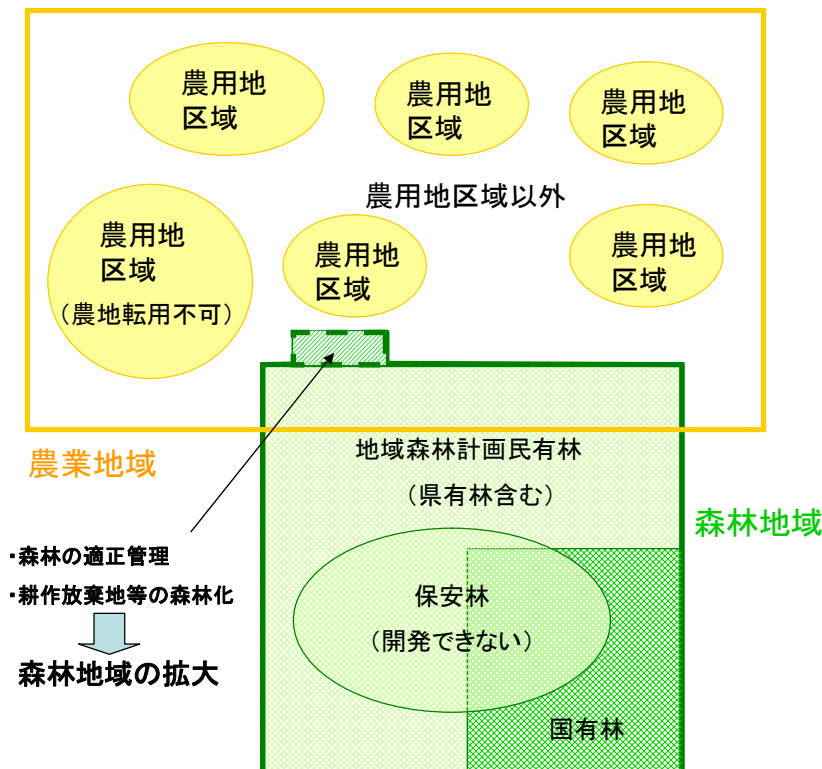 農用地
区域
農用地
区域
農用地
区域
農用地区域以外
農用地
区域
（農地転用不可）
農用地
区域
農用地
区域
農業地域
地域森林計画民有林
（県有林含む）
森林地域
・森林の適正管理
・耕作放棄地等の森林化
森林地域の拡大
保安林
（開発できない）
国有林